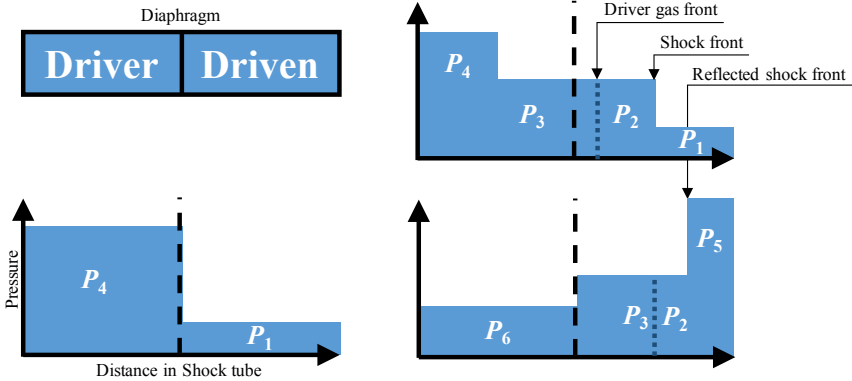 Diaphragm
Driver
Driven
Driver gas front
Shock front
Reflected shock front
P4
P3
P2
P1
Pressure
P4
P1
Distance in Shock tube
P6
P3
P2
P5